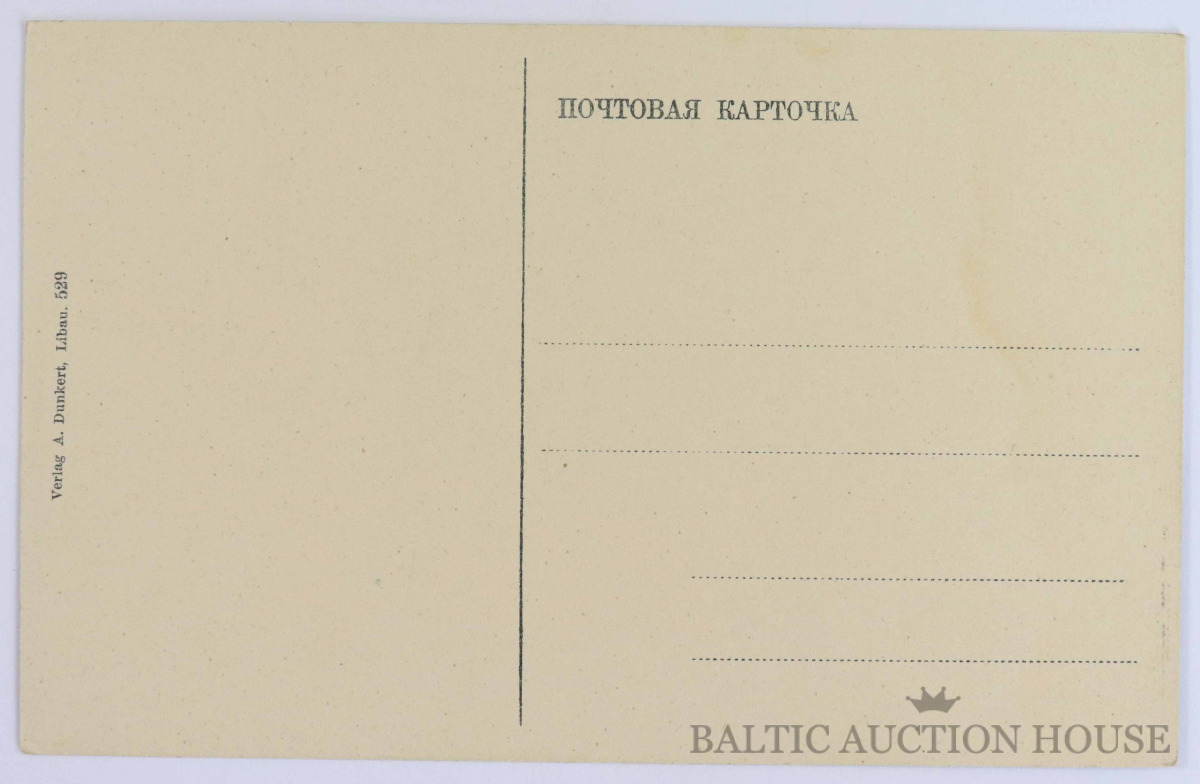 ПОЧТОВАЯ КАРТОЧКА
Verlag A. Dunkert, Libau. 529
BALTIC AUCTION HOUSE